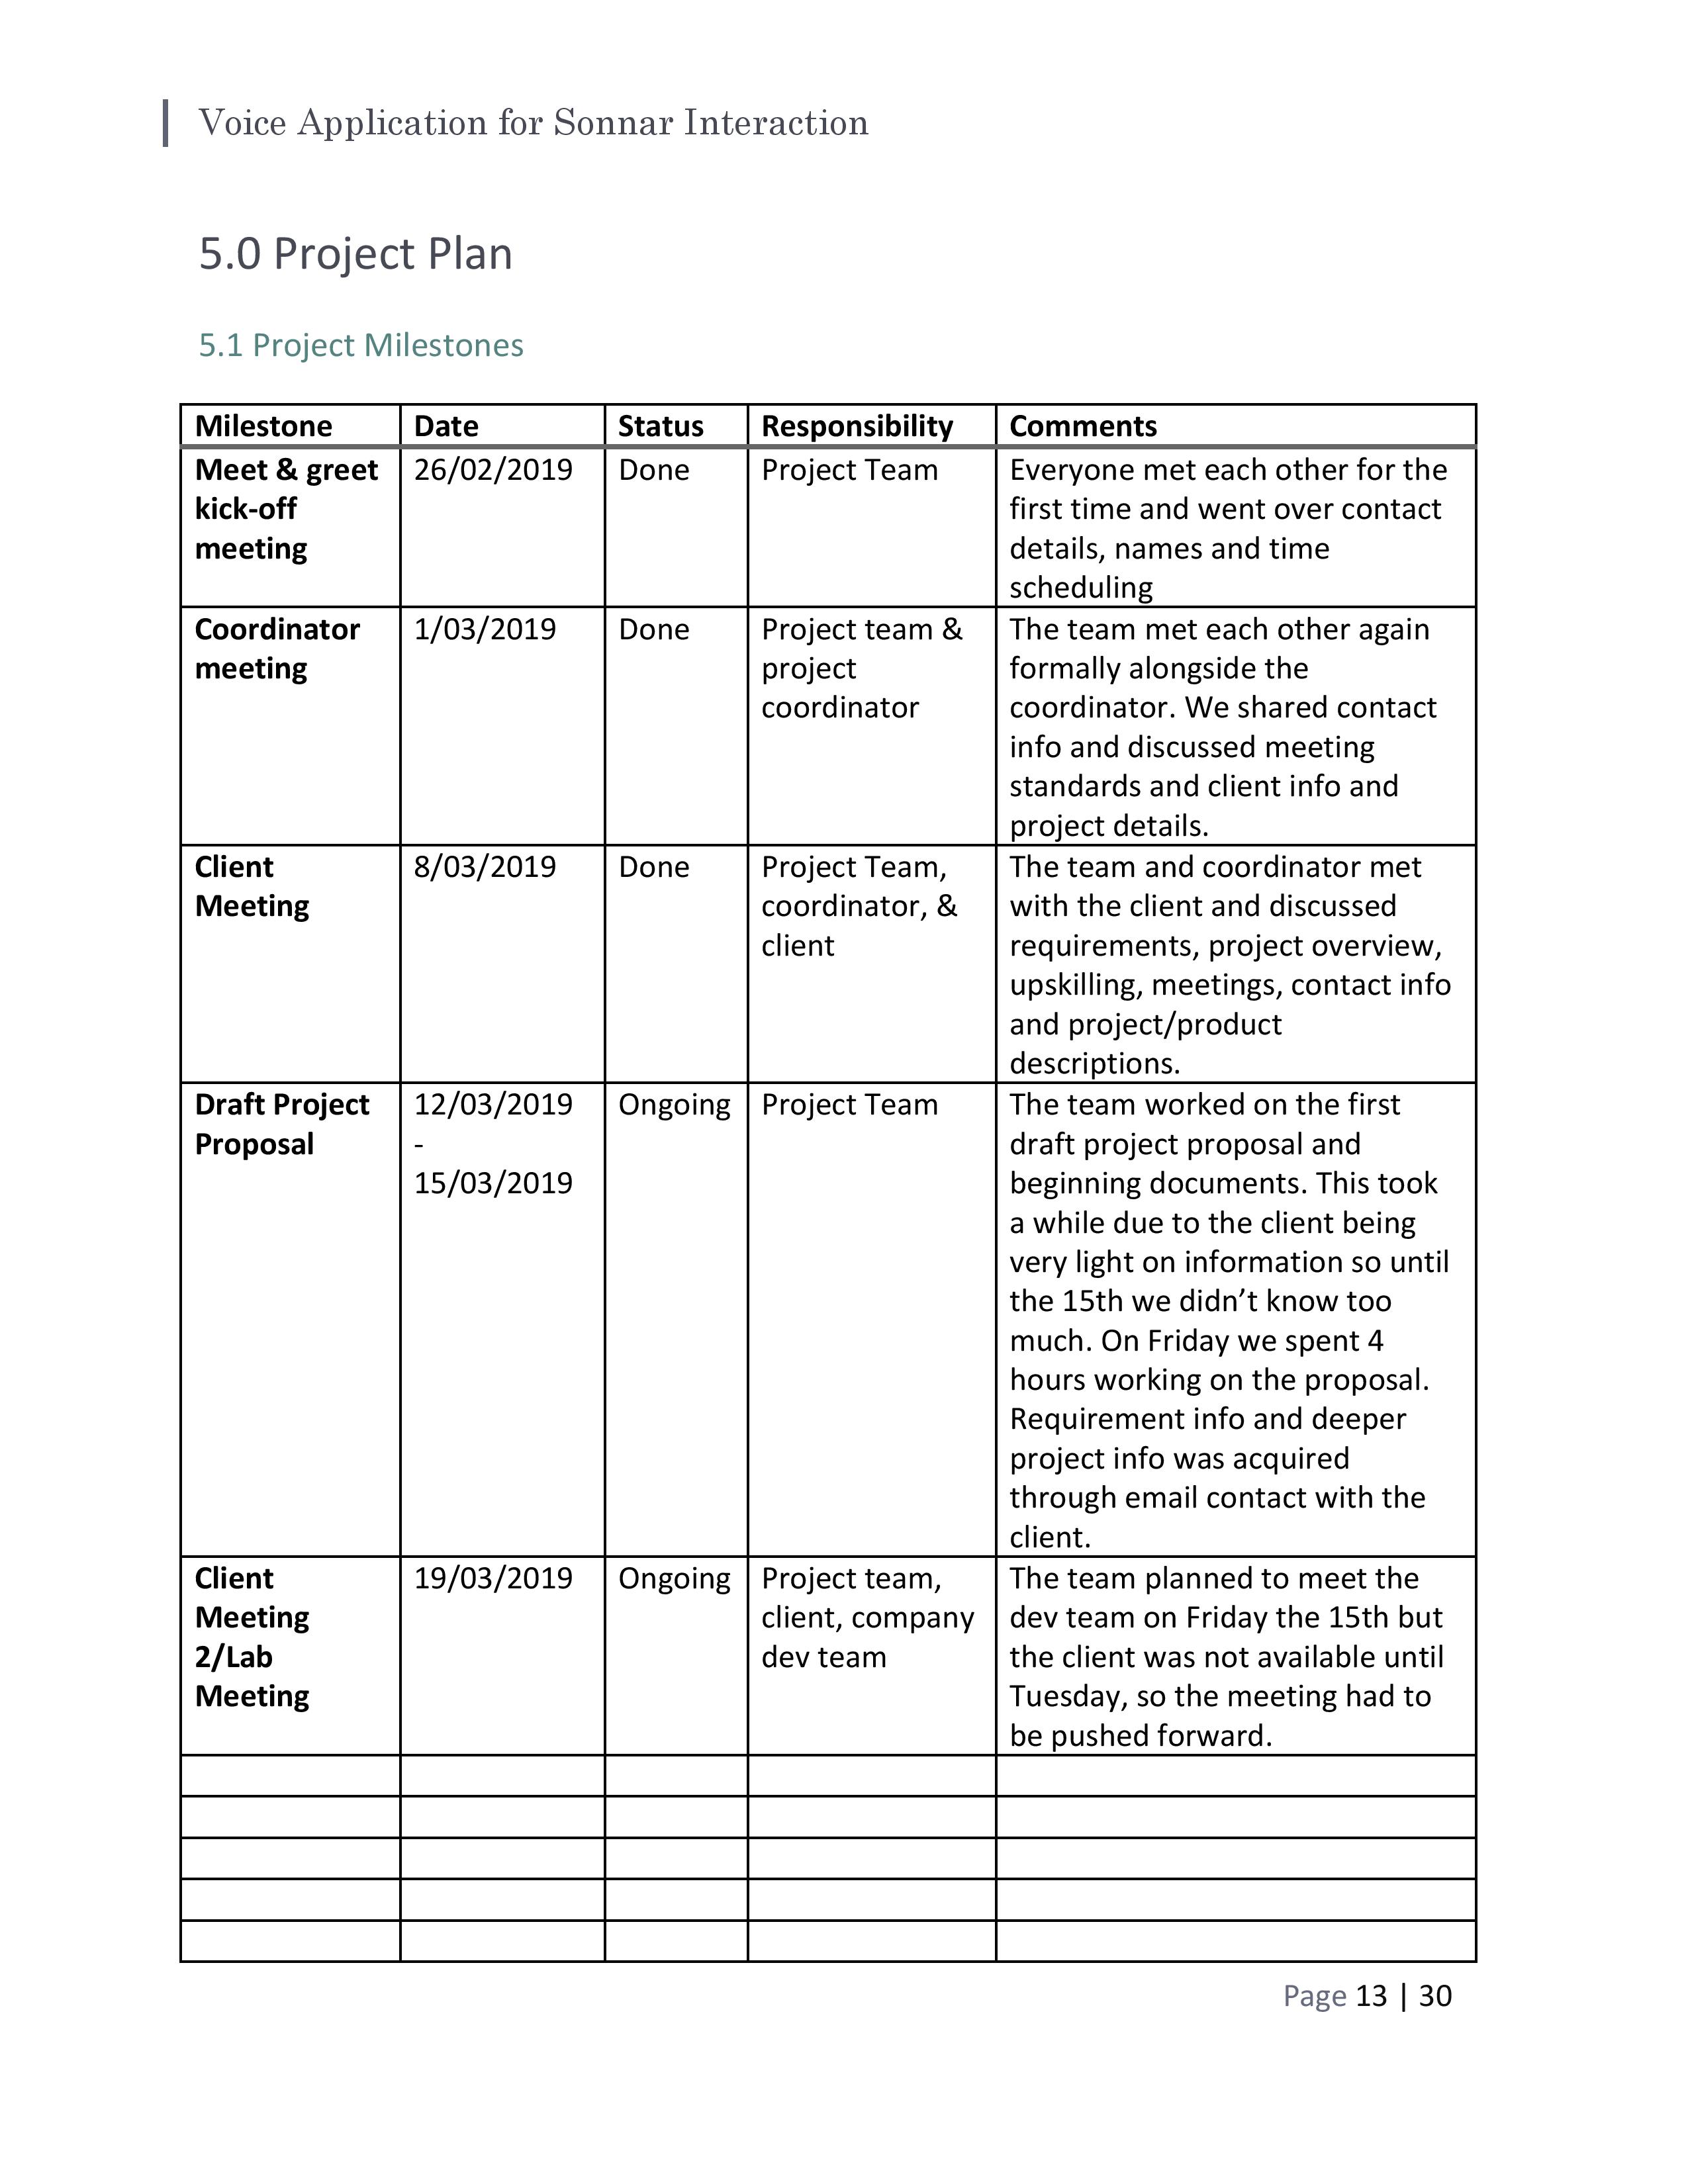 Voice Application for Sonnar Interaction
5.0 Project Plan
5.1 Project Milestones
Milestone Date Status Responsibility Comments
Meet & greet 26/02/2019 Done Project Team Everyone met each other for the
kick-off first time and went over contact
meeting details, names and time
scheduling
Coordinator 1/03/2019 Done Project team & The team met each other again
meeting project formally alongside the
coordinator coordinator. We shared contact
info and discussed meeting
standards and client info and
project details.
Client 8/03/2019 Done Project Team, The team and coordinator met
Meeting coordinator, & with the client and discussed
client requirements, project overview,
upskilling, meetings, contact info
and project/product
descriptions.
Draft Project 12/03/2019 Ongoing Project Team The team worked on the first
Proposal - draft project proposal and
15/03/2019 beginning documents. This took
a while due to the client being
very light on information so until
the 15th we didn’t know too
much. On Friday we spent 4
hours working on the proposal.
Requirement info and deeper
project info was acquired
through email contact with the
client.
Client 19/03/2019 Ongoing Project team, The team planned to meet the
Meeting client, company dev team on Friday the 15th but
2/Lab dev team the client was not available until
Meeting Tuesday, so the meeting had to
be pushed forward.
Page 13 | 30